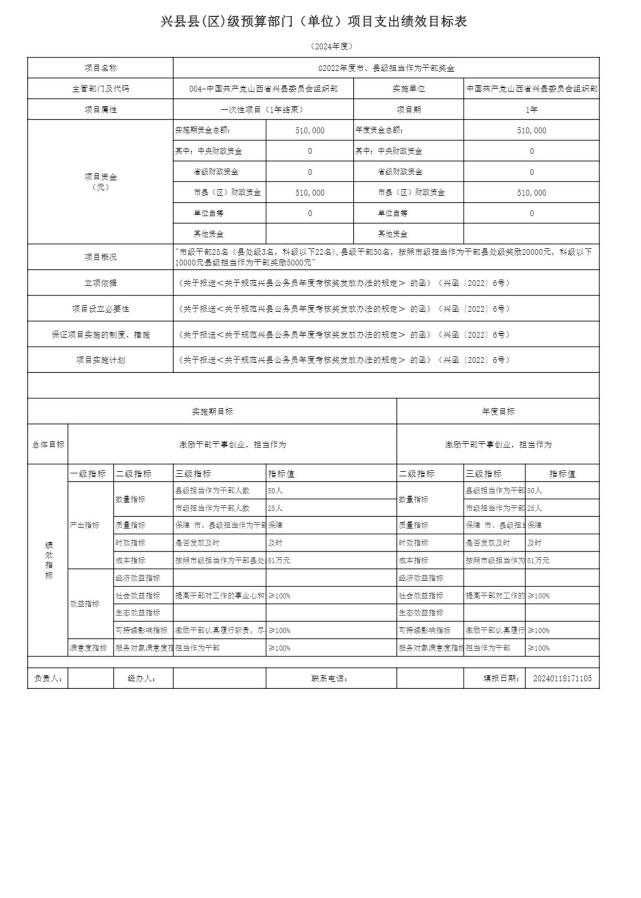 兴县县(区)级预算部门（单位）项目支出绩效目标表
（2024年度）
项目名称 G2022年度市、县级担当作为干部奖金
主管部门及代码 004-中国共产党山西省兴县委员会组织部 实施单位 中国共产党山西省兴县委员会组织部
项目属性 一次性项目（1年结束） 项目期 1年
项目资金（元） 实施期资金总额： 510,000 年度资金总额： 510,000
其中：中央财政资金 0 其中：中央财政资金 0
省级财政资金 0 省级财政资金 0
市县（区）财政资金 510,000 市县（区）财政资金 510,000
单位自筹 0 单位自筹 0
其他资金 其他资金
项目概况 "市级干部25名（县处级3名，科级以下22名），县级干部50名，按照市级担当作为干部县处级奖励20000元，科级以下
10000元县级担当作为干部奖励5000元"
立项依据 《关于报送<关于规范兴县公务员年度考核奖发放办法的规定> 的函》（兴函〔2022〕6号）
项目设立必要性 《关于报送<关于规范兴县公务员年度考核奖发放办法的规定> 的函》（兴函〔2022〕6号）
保证项目实施的制度、措施 《关于报送<关于规范兴县公务员年度考核奖发放办法的规定> 的函》（兴函〔2022〕6号）
项目实施计划 《关于报送<关于规范兴县公务员年度考核奖发放办法的规定> 的函》（兴函〔2022〕6号）
实施期目标 年度目标
总体目标 激励干部干事创业，担当作为 激励干部干事创业，担当作为
绩效指标 一级指标 二级指标 三级指标 指标值 二级指标 三级指标 指标值
产出指标 数量指标 县级担当作为干部人数 50人 数量指标 县级担当作为干部 50人
市级担当作为干部人数 25人 市级担当作为干部 25人
质量指标 保障 市、县级担当作为干部 保障 质量指标 保障 市、县级担 保障
时效指标 是否发放及时 及时 时效指标 是否发放及时 及时
成本指标 按照市级担当作为干部县处 51万元 成本指标 按照市级担当作为 51万元
效益指标 经济效益指标 经济效益指标
社会效益指标 提高干部对工作的事业心和 ≥100% 社会效益指标 提高干部对工作的 ≥100%
生态效益指标 生态效益指标
可持续影响指标 激励干部认真履行职责，尽 ≥100% 可持续影响指标 激励干部认真履行 ≥100%
满意度指标 服务对象满意度指 担当作为干部 ≥100% 服务对象满意度指标 担当作为干部 ≥100%
负责人： 经办人： 联系电话： 填报日期： 20240118171105